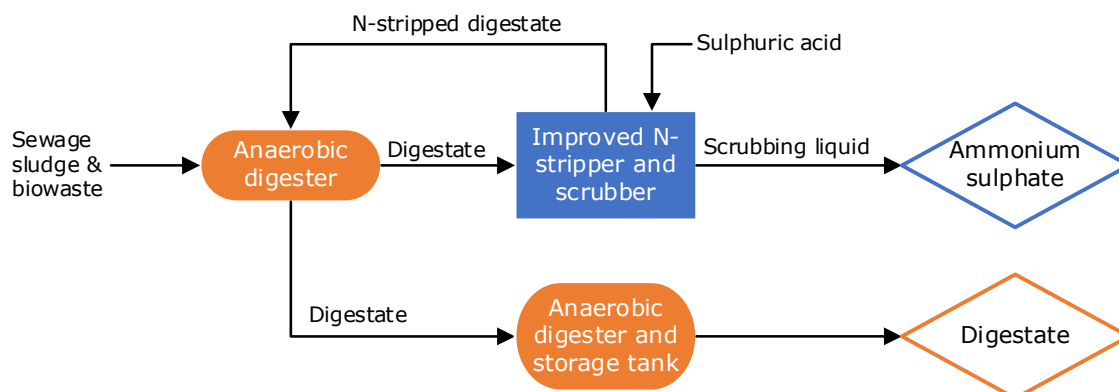 N-stripped digestate
Sulphuric acid
Sewage
sludge &
biowaste
Anaerobic
digester
Digestate
Improved N-
stripper and
scrubber
Scrubbing liquid
Ammonium
sulphate
Digestate
Anaerobic
digester and
storage tank
Digestate